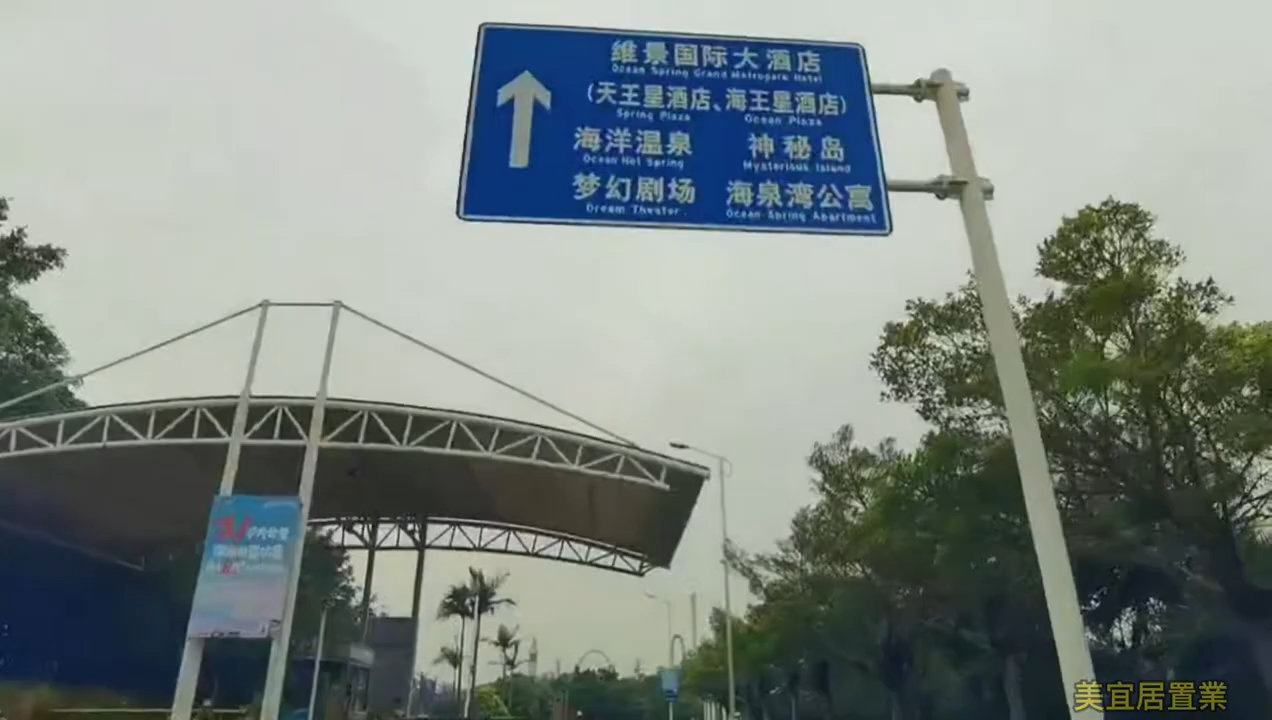 维景国际大酒店
Ocean Spring Grand Metropark Hotel
(天王星酒店、海王星酒店)
Spring Plaza Ocean Plaza
海洋温泉 神秘岛
Ocean Hot Spring Mysterious Island
梦幻剧场 海泉湾公寓
Dream Theater Ocean Spring Apartment
美宜居置業